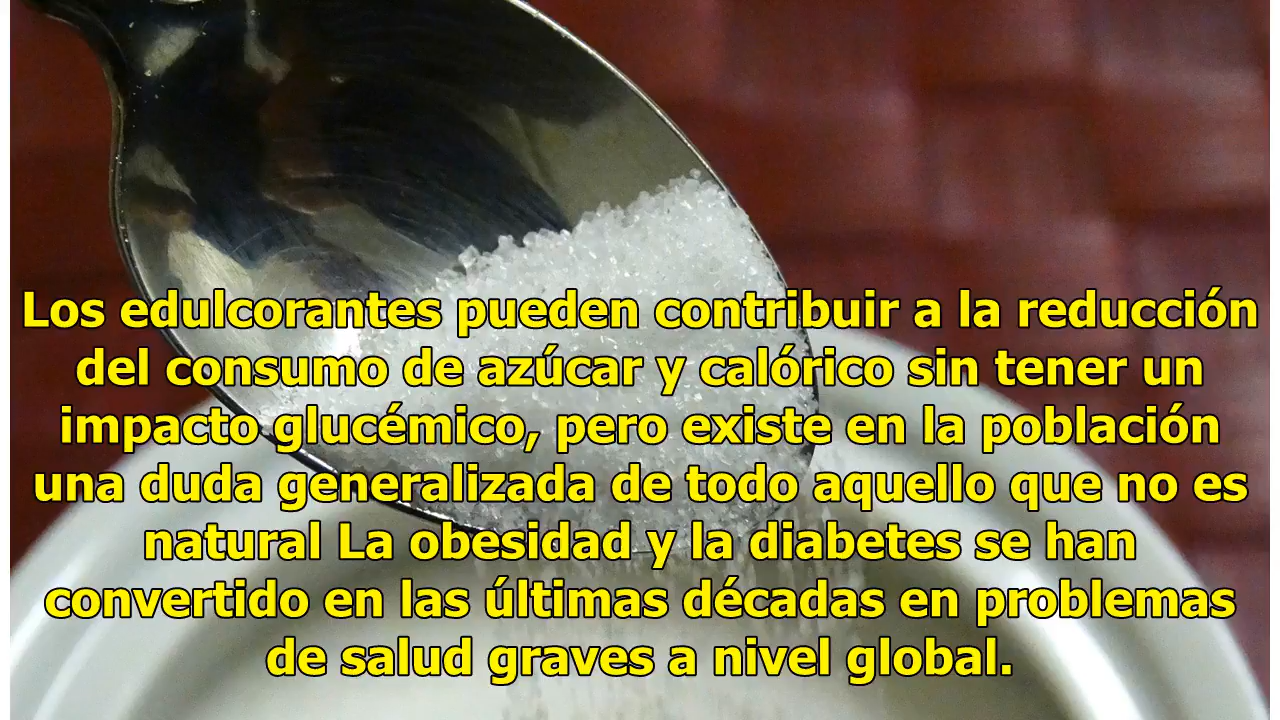 Los edulcorantes pueden contribuir a la reducción
del consumo de azúcar y calórico sin tener un
impacto glucémico, pero existe en la población
una duda generalizada de todo aquello que no es
natural La obesidad y la diabetes se han
convertido en las últimas décadas en problemas
de salud graves a nivel global.